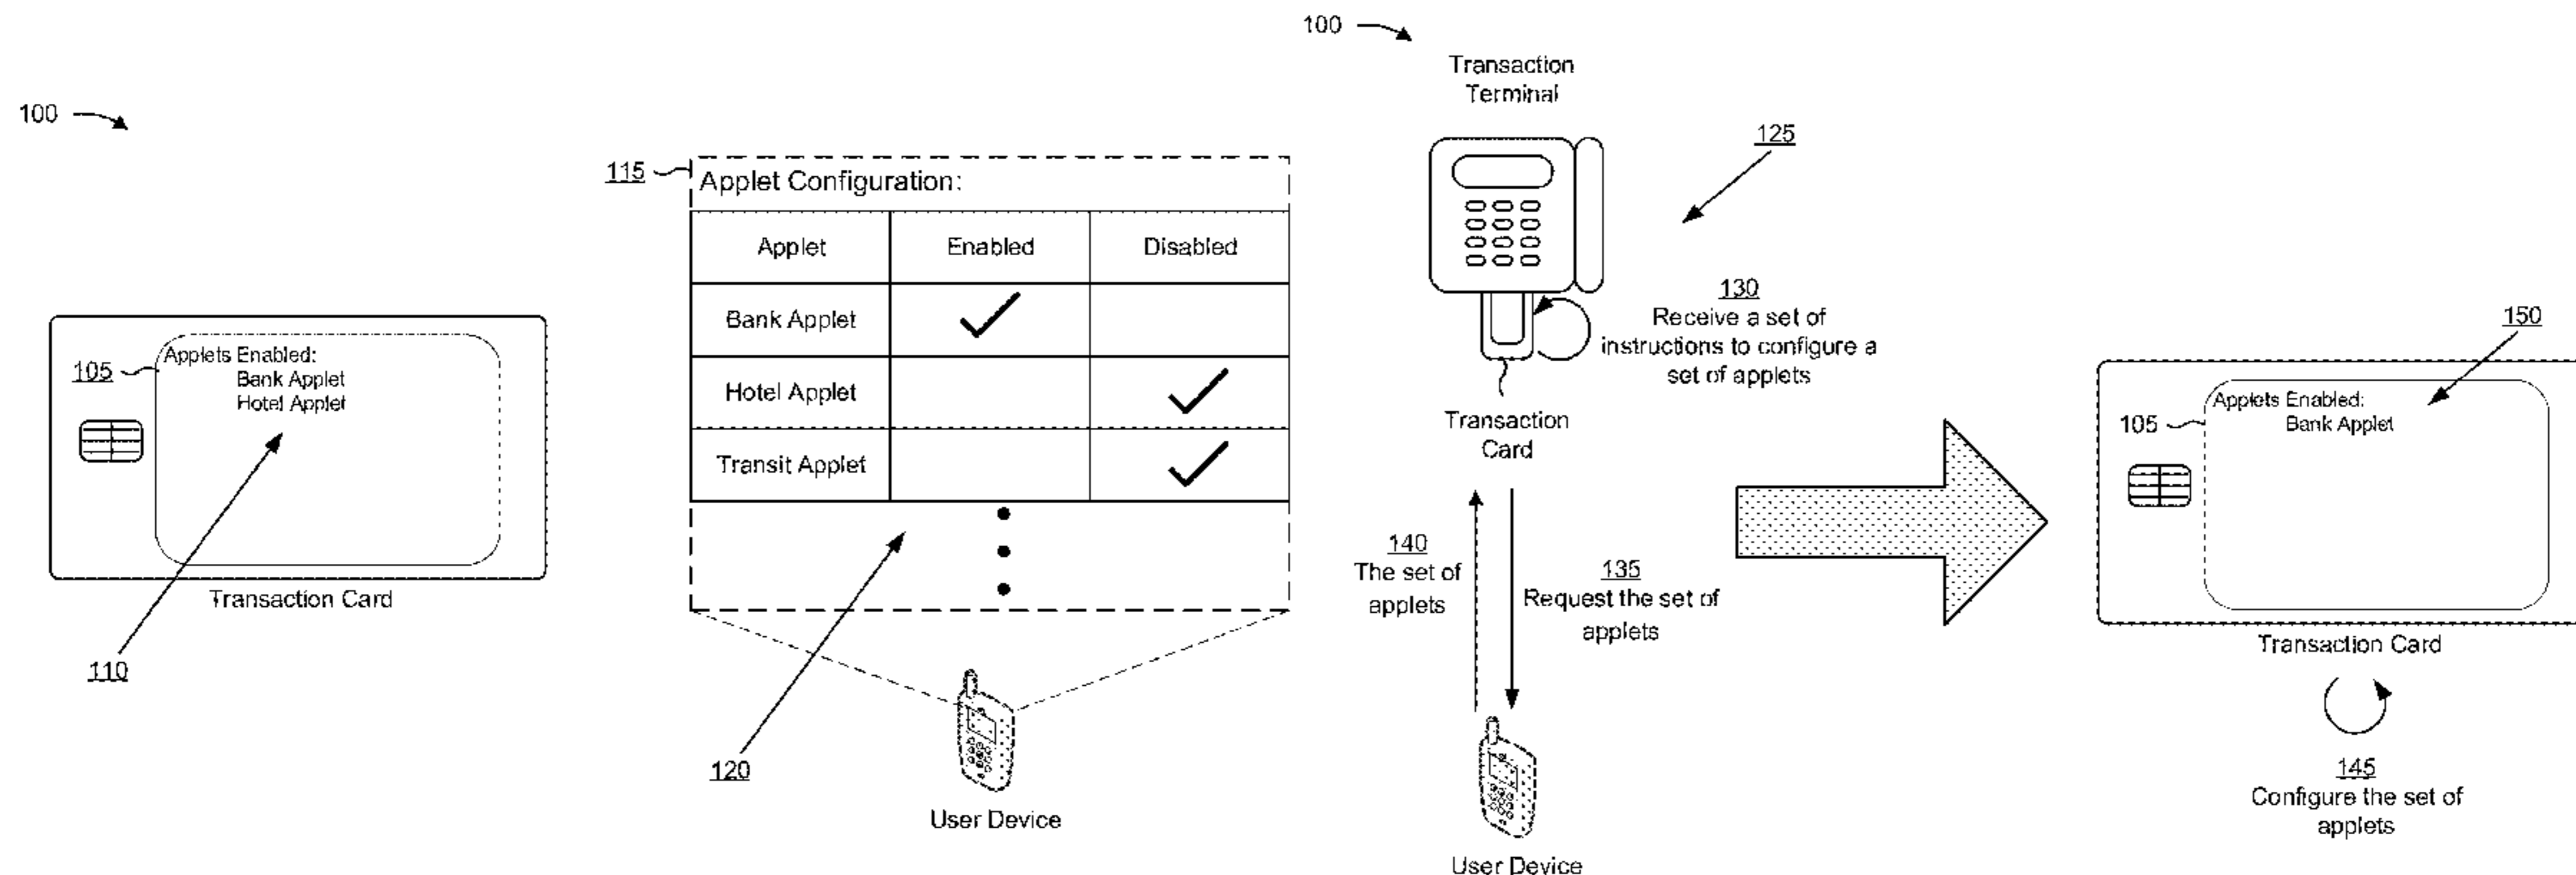 100
105
Applets Enabled:
Bank Applet
Hotel Applet
Transaction Card
110
115
Applet Configuration:
Applet Enabled Disabled
Bank Applet
Hotel Applet
Transit Applet
120
User Device
100
Transaction
Terminal
125
130
Receive a set of
instructions to configure a
set of applets
Transaction
Card
140
The set of
applets
135
Request the set of
applets
User Device
150
105
Applets Enabled:
Bank Applet
Transaction Card
145
Configure the set of
applets